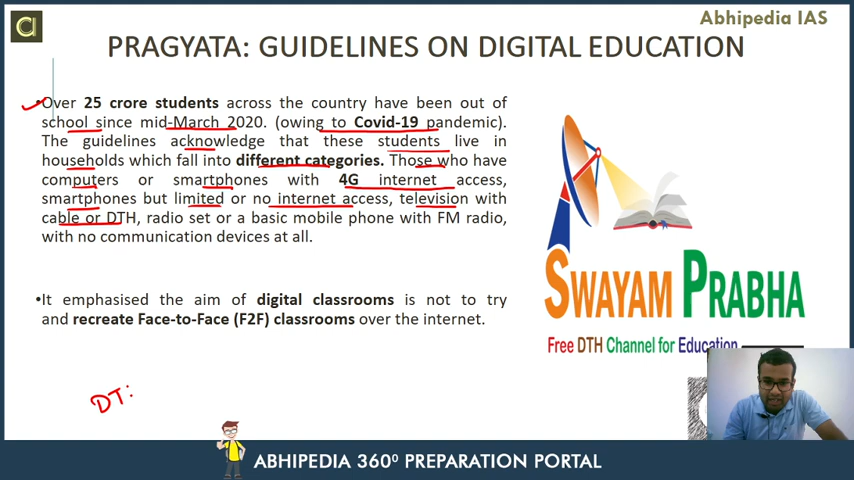 Abhipedia IAS
a
PRAGYATA: GUIDELINES ON DIGITAL EDUCATION
•Over 25 crore students across the country have been out of
school since mid-March 2020. (owing to Covid-19 pandemic).
The guidelines acknowledge that these students live in
households which fall into different categories. Those who have
computers or smartphones with 4G internet access,
smartphones but limited or no internet access, television with
cable or DTH, radio set or a basic mobile phone with FM radio,
with no communication devices at all.
•It emphasised the aim of digital classrooms is not to try
and recreate Face-to-Face (F2F) classrooms over the internet.
SWAYAM PRABHA
Free DTH Channel for Education
DT:
ABHIPEDIA 360⁰ PREPARATION PORTAL